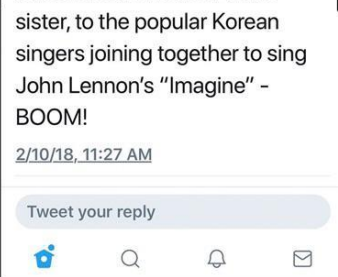 sister, to the popular Korean
singers joining together to sing
John Lennon's "Imagine" -
BOOM!
2/10/18, 11:27 AM
Tweet your reply